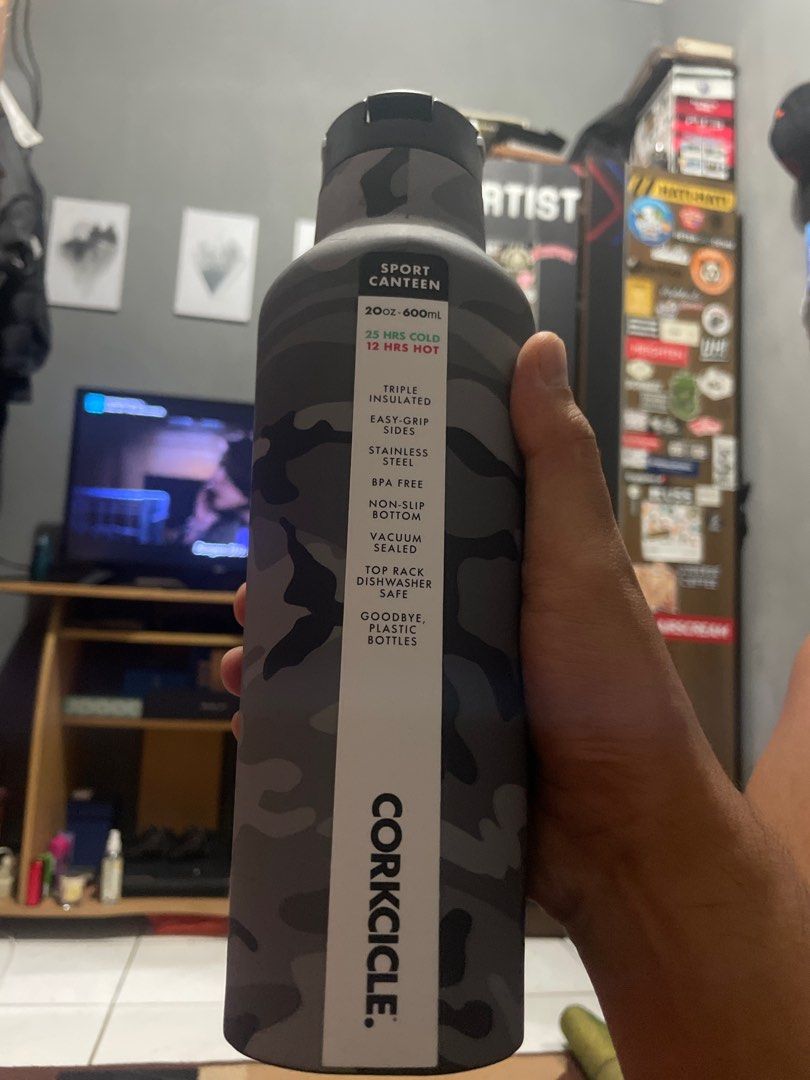 SPORT
CANTEEN
20oz-600mL
25 HRS COLD
12 HRS HOT
TRIPLE
INSULATED
EASY-GRIP
SIDES
STAINLESS
STEEL
BPA FREE
NON-SLIP
BOTTOM
VACUUM
SEALED
TOP RACK
DISHWASHER
SAFE
GOODBYE,
PLASTIC
BOTTLES
CORKCICLE.
RTIST